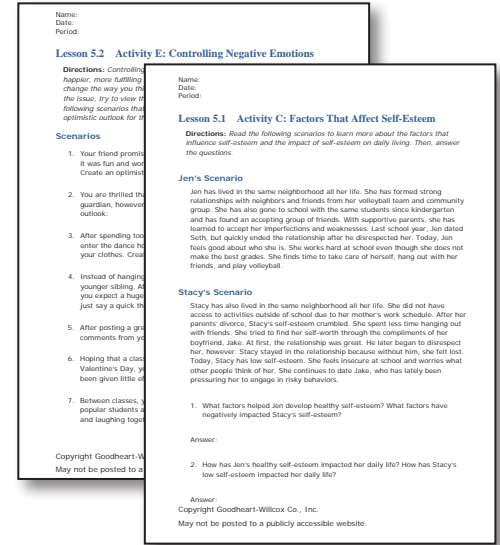 Name:
Date:
Period:
Lesson 5.2 Activity E: Controlling Negative Emotions
Directions: Controlling
happier, more fulfilling
change the way you thi
the issue, try to view th
following scenarios that
optimistic outlook for th
Scenarios
1. Your friend promis
it was fun and wor
Create an optimist
2. You are thrilled tha
guardian, however
outlook:
3. After spending too
enter the dance ho
your clothes. Crea
4. Instead of hanging
younger sibling. Af
you expect a huge
just say a quick th
5. After posting a gre
comments from yo
6. Hoping that a clas
Valentine's Day, yo
been given little ef
7. Between classes, y
popular students a
and laughing toget
Copyright Goodheart-W
May not be posted to a
Name:
Date:
Period:
Lesson 5.1 Activity C: Factors That Affect Self-Esteem
Directions: Read the following scenarios to learn more about the factors that
influence self-esteem and the impact of self-esteem on daily living. Then, answer
the questions.
Jen's Scenario
Jen has lived in the same neighborhood all her life. She has formed strong
relationships with neighbors and friends from her volleyball team and community
group. She has also gone to school with the same students since kindergarten
and has found an accepting group of friends. With supportive parents, she has
learned to accept her imperfections and weaknesses. Last school year, Jen dated
Seth, but quickly ended the relationship after he disrespected her. Today, Jen
feels good about who she is. She works hard at school even though she does not
make the best grades. She finds time to take care of herself, hang out with her
friends, and play volleyball.
Stacy's Scenario
Stacy has also lived in the same neighborhood all her life. She did not have
access to activities outside of school due to her mother's work schedule. After her
parents' divorce, Stacy's self-esteem crumbled. She spent less time hanging out
with friends. She tried to find her self-worth through the compliments of her
boyfriend, Jake. At first, the relationship was great. He later began to disrespect
her, however. Stacy stayed in the relationship because without him, she felt lost.
Today, Stacy has low self-esteem. She feels insecure at school and worries what
other people think of her. She continues to date Jake, who has lately been
pressuring her to engage in risky behaviors.
1. What factors helped Jen develop healthy self-esteem? What factors have
negatively impacted Stacy's self-esteem?
Answer:
2. How has Jen's healthy self-esteem impacted her daily life? How has Stacy's
low self-esteem impacted her daily life?
Answer:
Copyright Goodheart-Willcox Co., Inc.
May not be posted to a publicly accessible website.